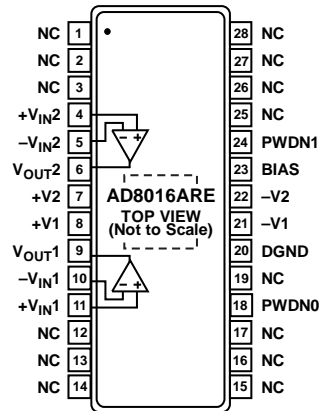 NC 1 28 NC
NC 2 27 NC
NC 3 26 NC
+VIN2 4 25 NC
−VIN2 5 24 PWDN1
VOUT2 6 23 BIAS
+V2 7 AD8016ARE 22 −V2
+V1 8 TOP VIEW 21 −V1
(Not to Scale)
VOUT1 9 20 DGND
−VIN1 10 19 NC
+VIN1 11 18 PWDN0
NC 12 17 NC
NC 13 16 NC
NC 14 15 NC
− +
− +